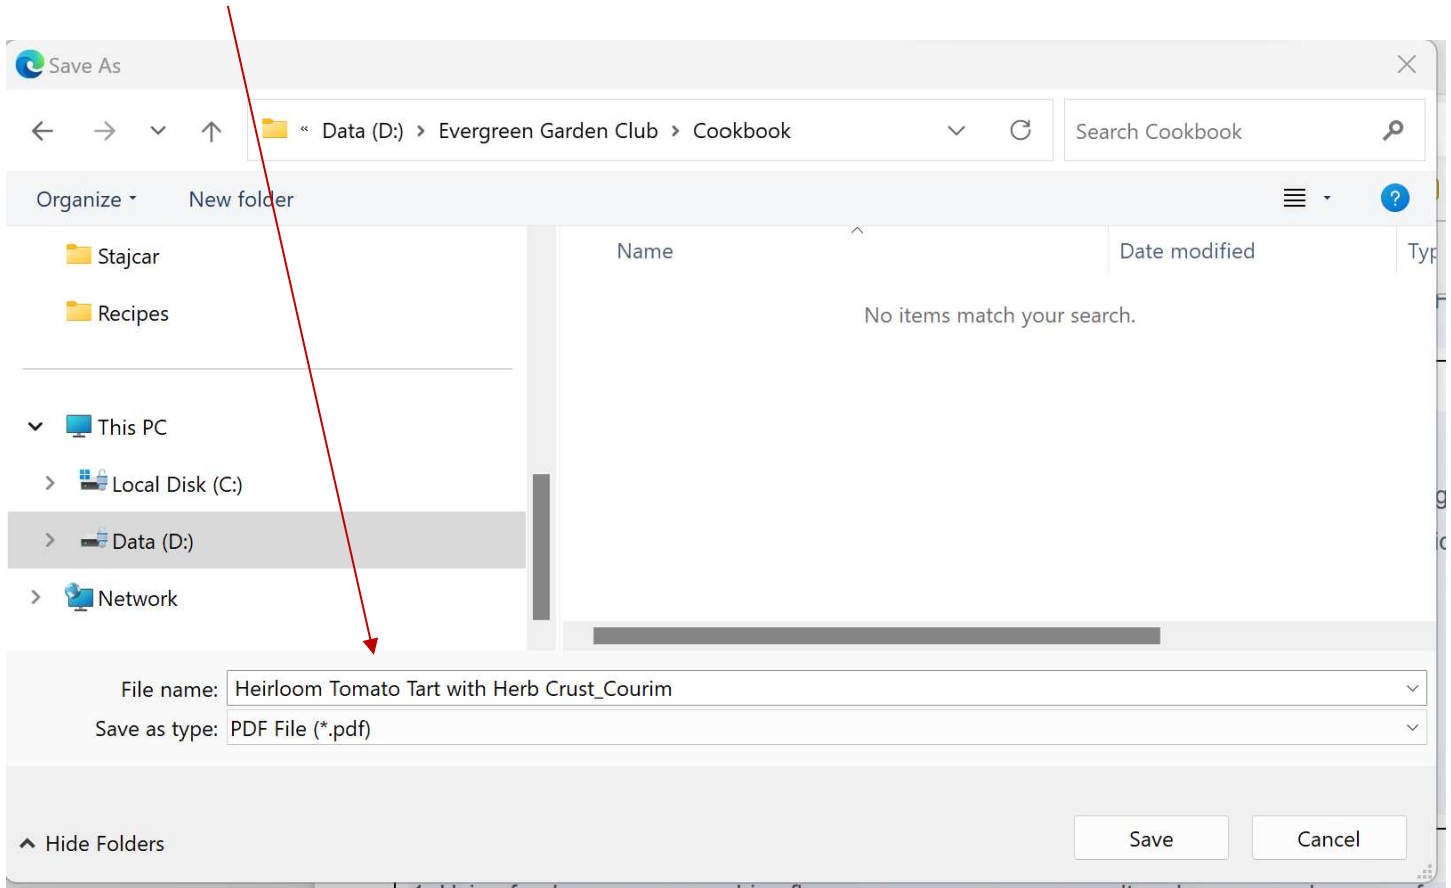 Save As
« Data (D:) > Evergreen Garden Club > Cookbook
Search Cookbook
Organize
New folder
Stajcar
Recipes
This PC
Local Disk (C:)
Data (D:)
Network
Name
Date modified
No items match your search.
File name: Heirloom Tomato Tart with Herb Crust_Courim
Save as type: PDF File (*.pdf)
Hide Folders
Save
Cancel